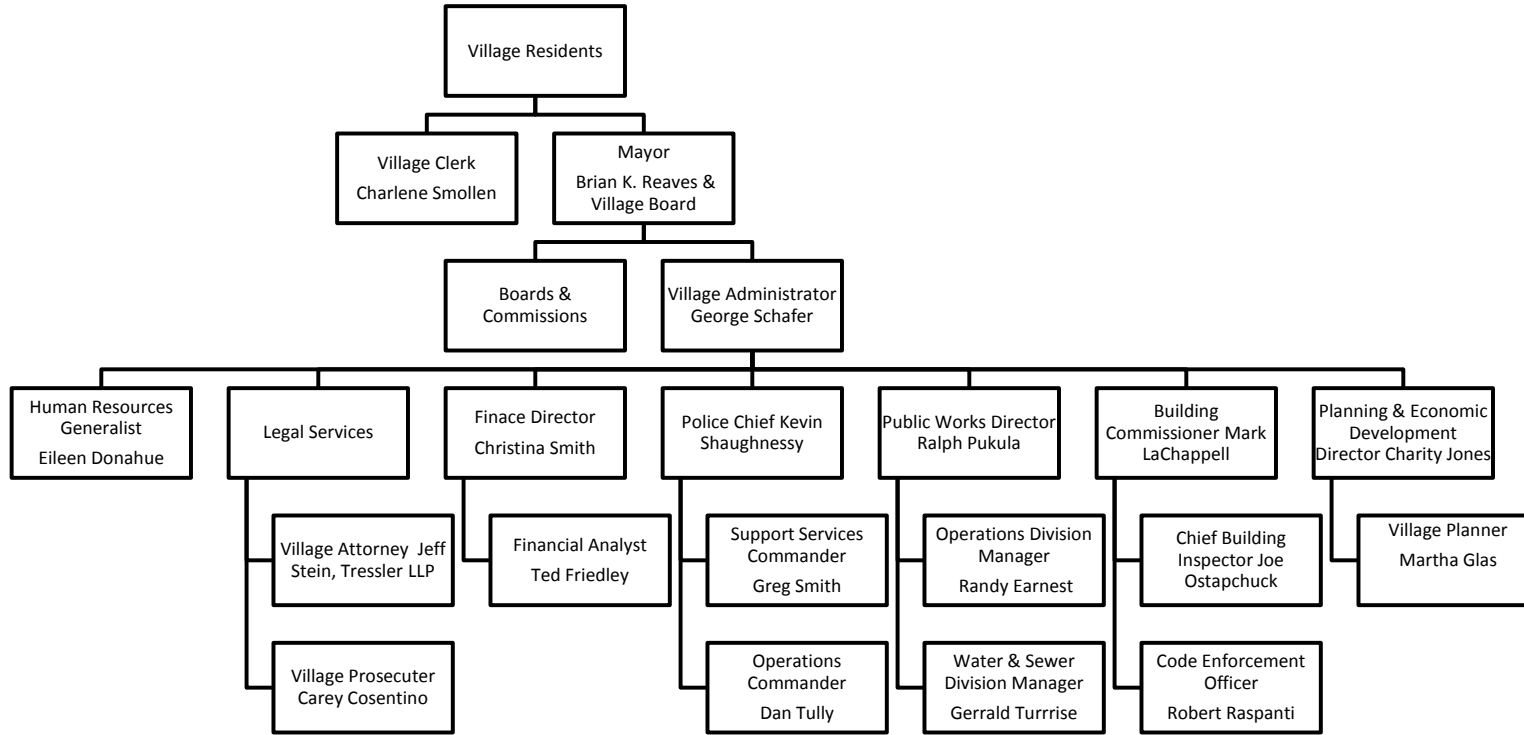 Village Residents
Village Clerk
Charlene Smollen
Mayor
Brian K. Reaves &
Village Board
Boards &
Commissions
Village Administrator
George Schafer
Human Resources
Generalist
Eileen Donahue
Legal Services
Finace Director
Christina Smith
Police Chief Kevin
Shaughnessy
Public Works Director
Ralph Pukula
Building
Commissioner Mark
LaChappell
Planning & Economic
Development
Director Charity Jones
Village Attorney  Jeff
Stein, Tressler LLP
Financial Analyst
Ted Friedley
Support Services
Commander
Greg Smith
Operations Division
Manager
Randy Earnest
Chief Building
Inspector Joe
Ostapchuck
Village Planner
Martha Glas
Village Prosecuter
Carey Cosentino
Operations
Commander
Dan Tully
Water & Sewer
Division Manager
Gerrald Turrrise
Code Enforcement
Officer
Robert Raspanti